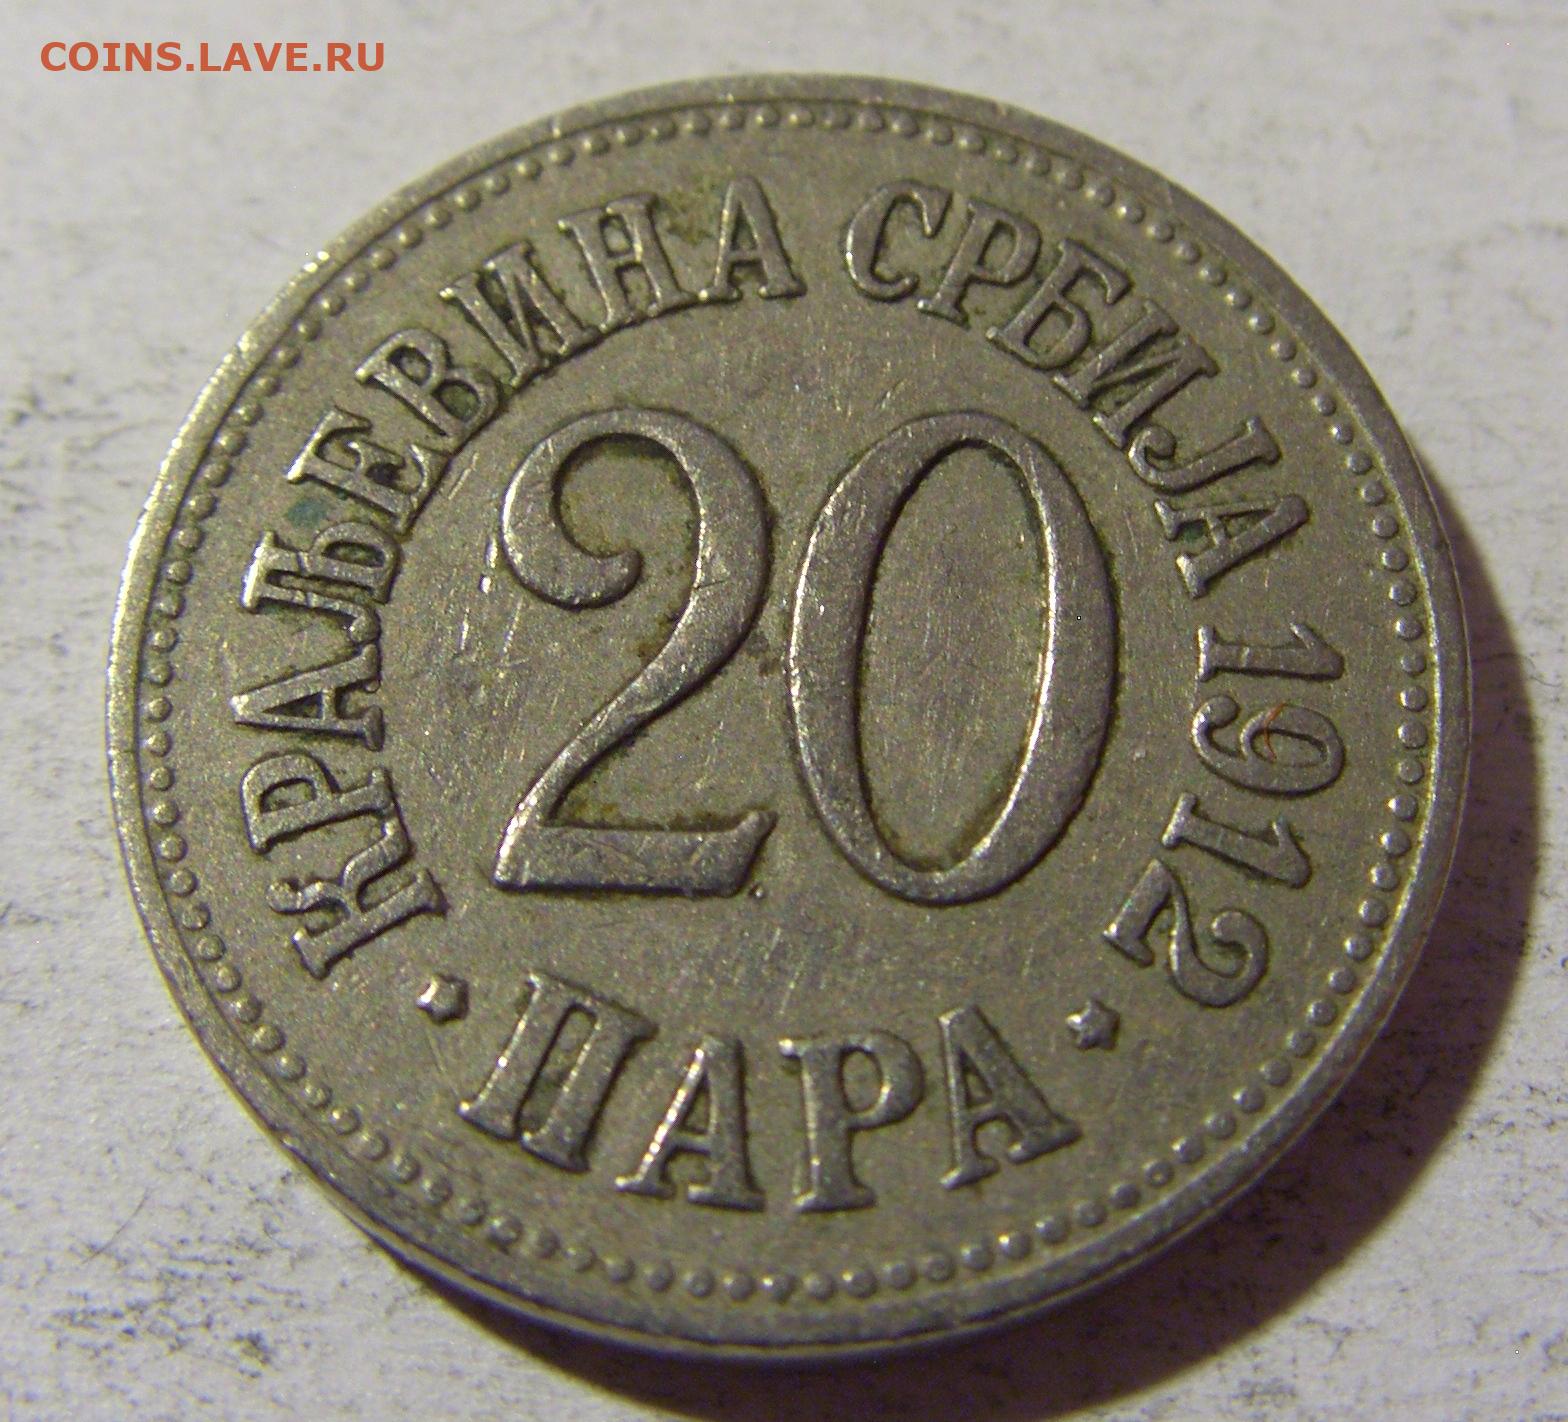 COINS.LAVE.RU
КРАЉЕВИНА СРБИЈА 1912
20
ПАРА